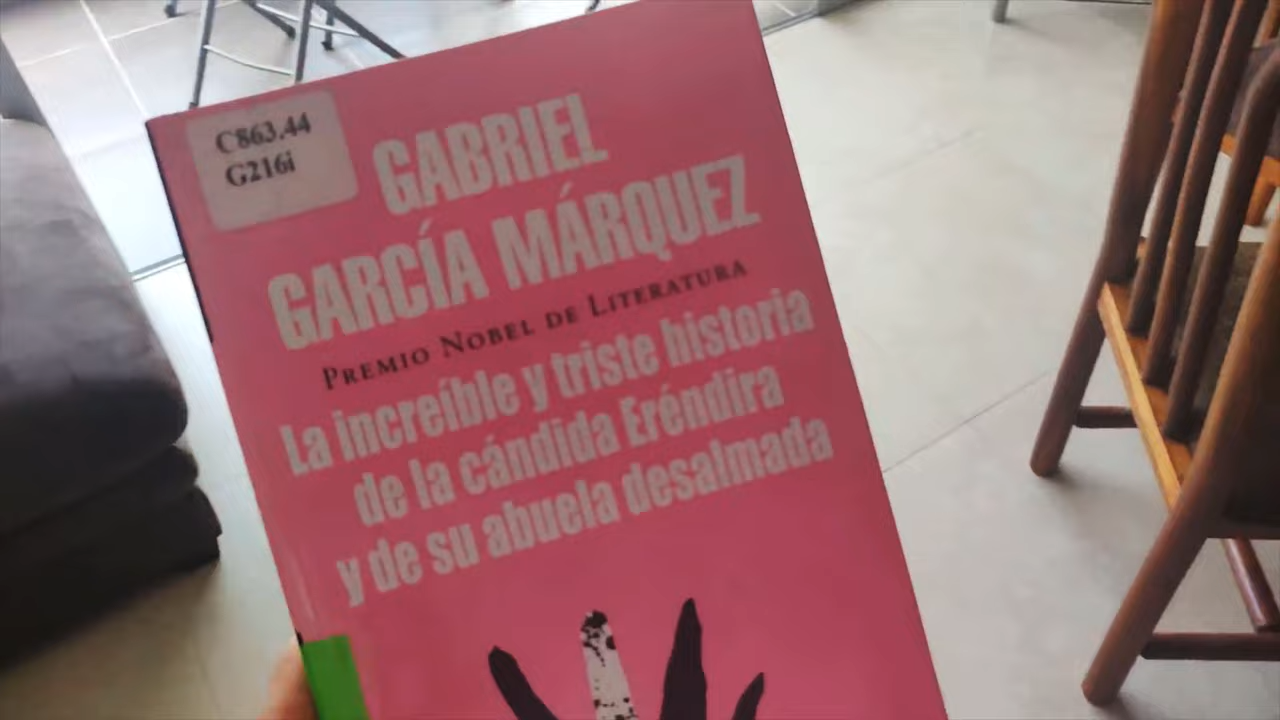 C863.44
G216i
GABRIEL
GARCÍA MÁRQUEZ
PREMIO NOBEL DE LITERATURA
La increíble y triste historia
de la cándida Eréndira
y de su abuela desalmada